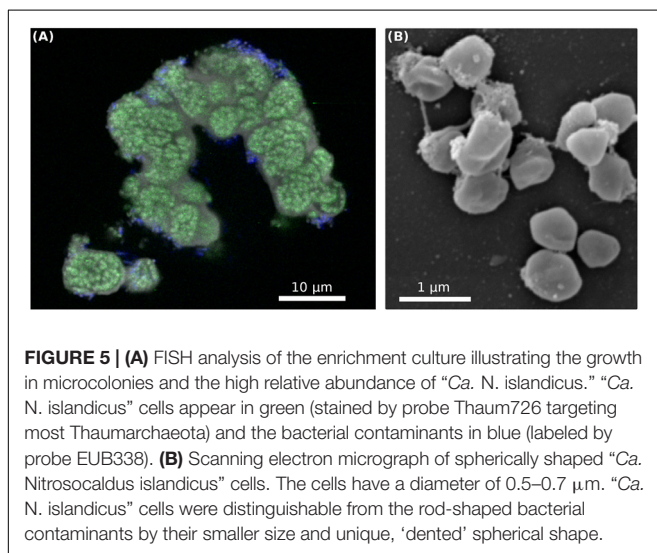 (A)
(B)
10 µm
1 µm
FIGURE 5 | (A) FISH analysis of the enrichment culture illustrating the growth
in microcolonies and the high relative abundance of “Ca. N. islandicus.” “Ca.
N. islandicus” cells appear in green (stained by probe Thaum726 targeting
most Thaumarchaeota) and the bacterial contaminants in blue (labeled by
probe EUB338). (B) Scanning electron micrograph of spherically shaped “Ca.
Nitrosocaldus islandicus” cells. The cells have a diameter of 0.5–0.7 µm. “Ca.
N. islandicus” cells were distinguishable from the rod-shaped bacterial
contaminants by their smaller size and unique, ‘dented’ spherical shape.